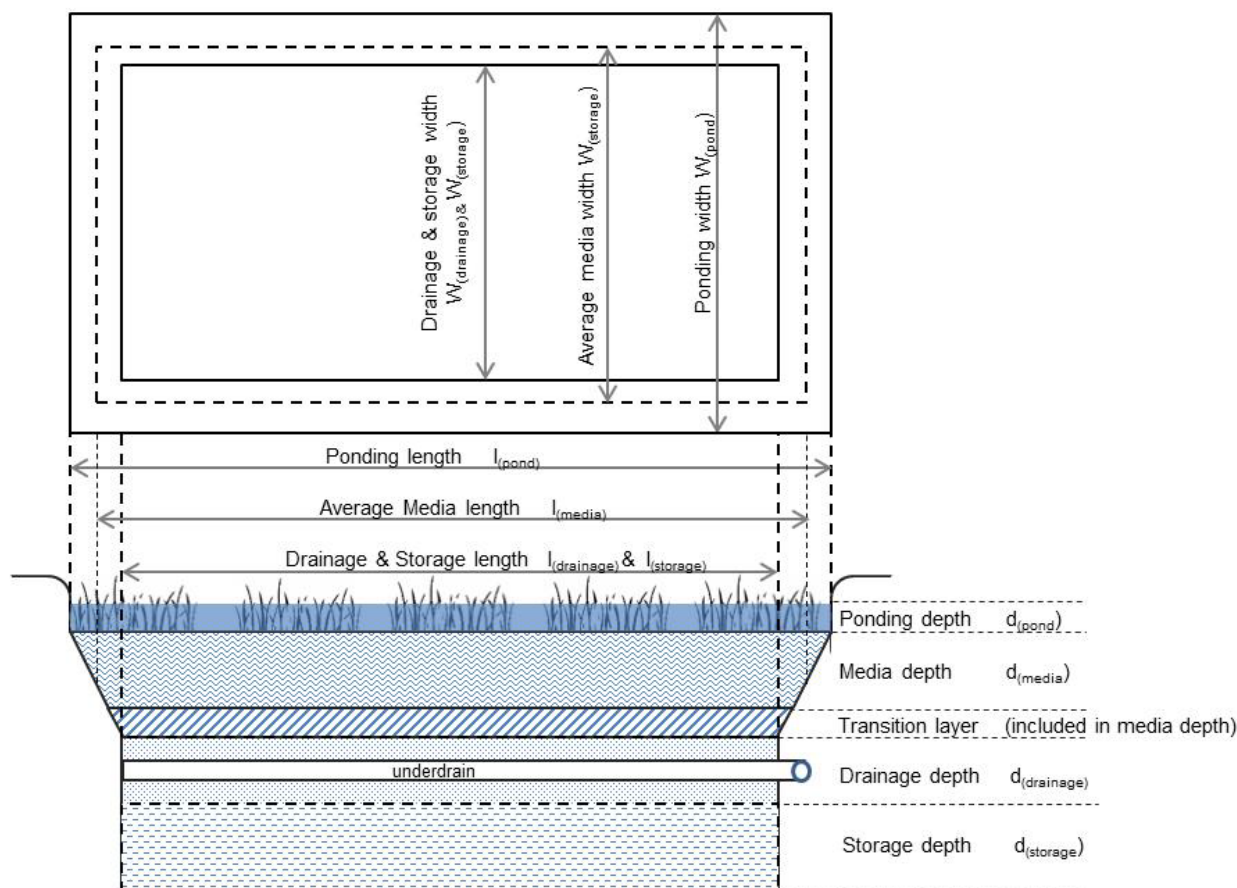 Drainage & storage width
W(drainage)& W(storage)
Average media width W(storage)
Ponding width W(pond)
Ponding length l(pond)
Average Media length l(media)
Drainage & Storage length l(drainage) & l(storage)
Ponding depth d(pond)
Media depth d(media)
Transition layer (included in media depth)
underdrain
Drainage depth d(drainage)
Storage depth d(storage)